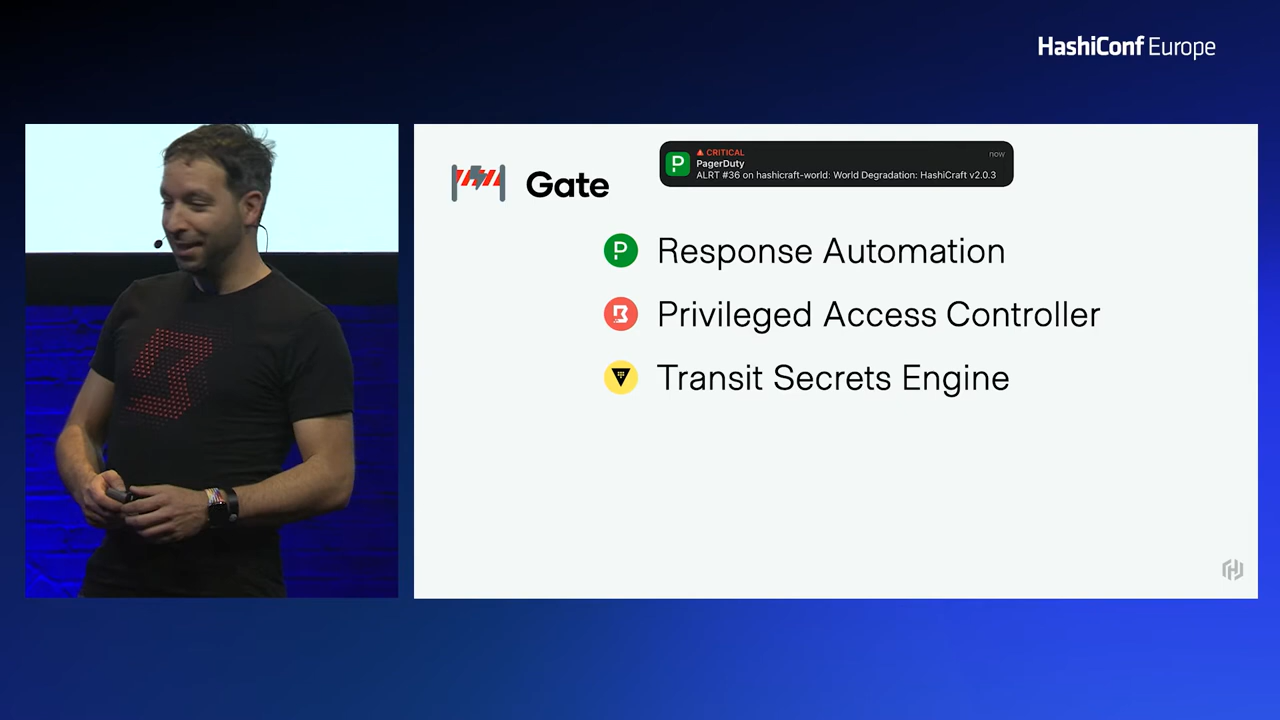 HashiConf Europe
CRITICAL
now
PagerDuty
ALRT #36 on hashicraft-world: World Degradation: HashiCraft v2.0.3
Gate
Response Automation
Privileged Access Controller
Transit Secrets Engine